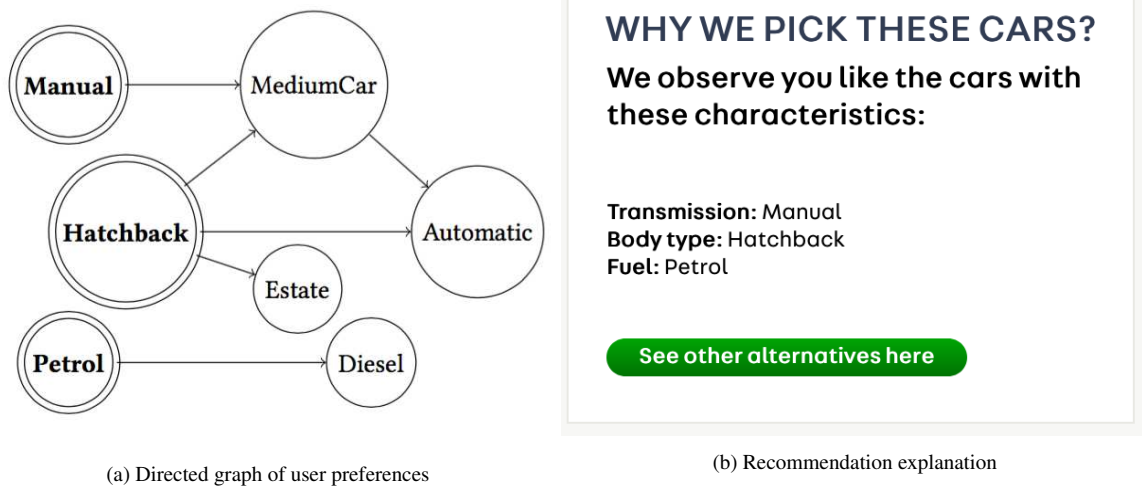 Manual
MediumCar
Hatchback
Automatic
Estate
Petrol
Diesel
(a) Directed graph of user preferences
WHY WE PICK THESE CARS?
We observe you like the cars with
these characteristics:
Transmission: Manual
Body type: Hatchback
Fuel: Petrol
See other alternatives here
(b) Recommendation explanation